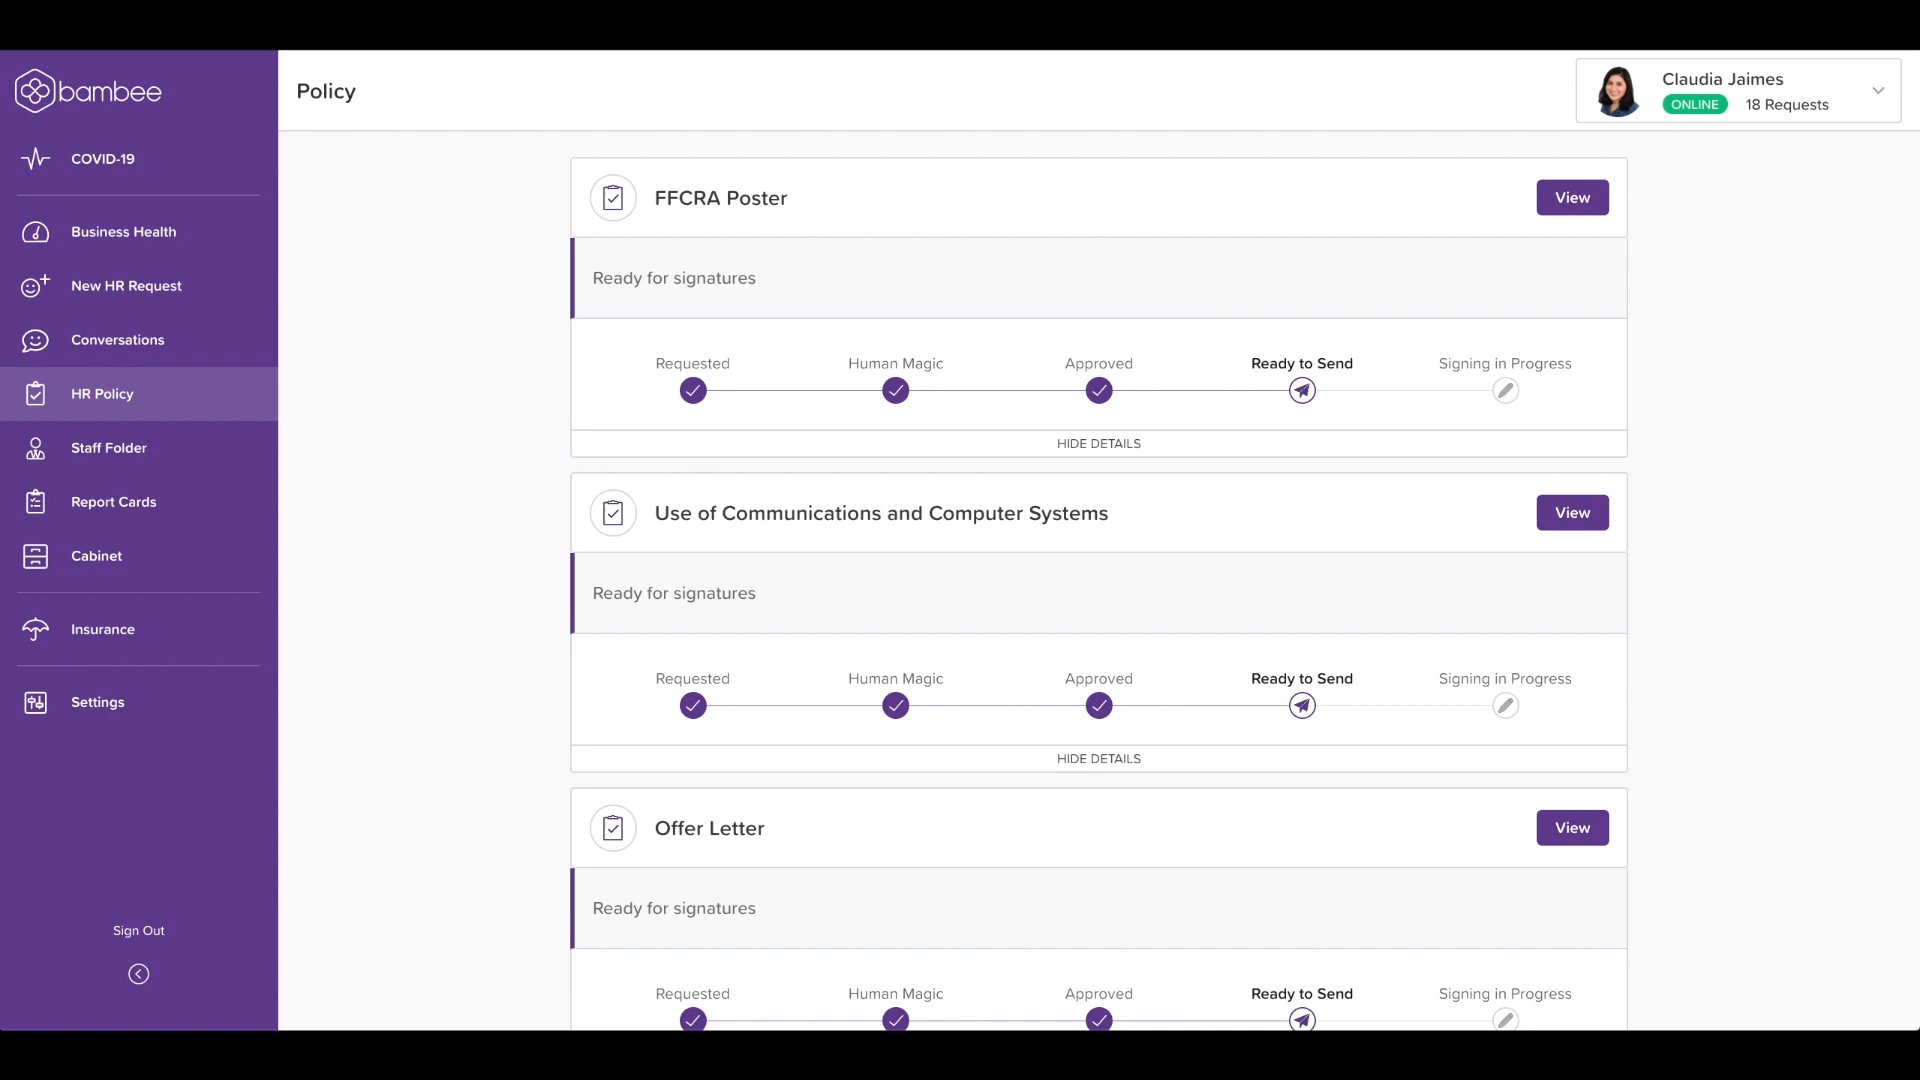 bambee
COVID-19
Business Health
New HR Request
Conversations
HR Policy
Staff Folder
Report Cards
Cabinet
Insurance
Settings
Sign Out
Policy
Claudia Jaimes
ONLINE 18 Requests
FFCRA Poster View
Ready for signatures
Requested Human Magic Approved Ready to Send Signing in Progress
HIDE DETAILS
Use of Communications and Computer Systems View
Ready for signatures
Requested Human Magic Approved Ready to Send Signing in Progress
HIDE DETAILS
Offer Letter View
Ready for signatures
Requested Human Magic Approved Ready to Send Signing in Progress